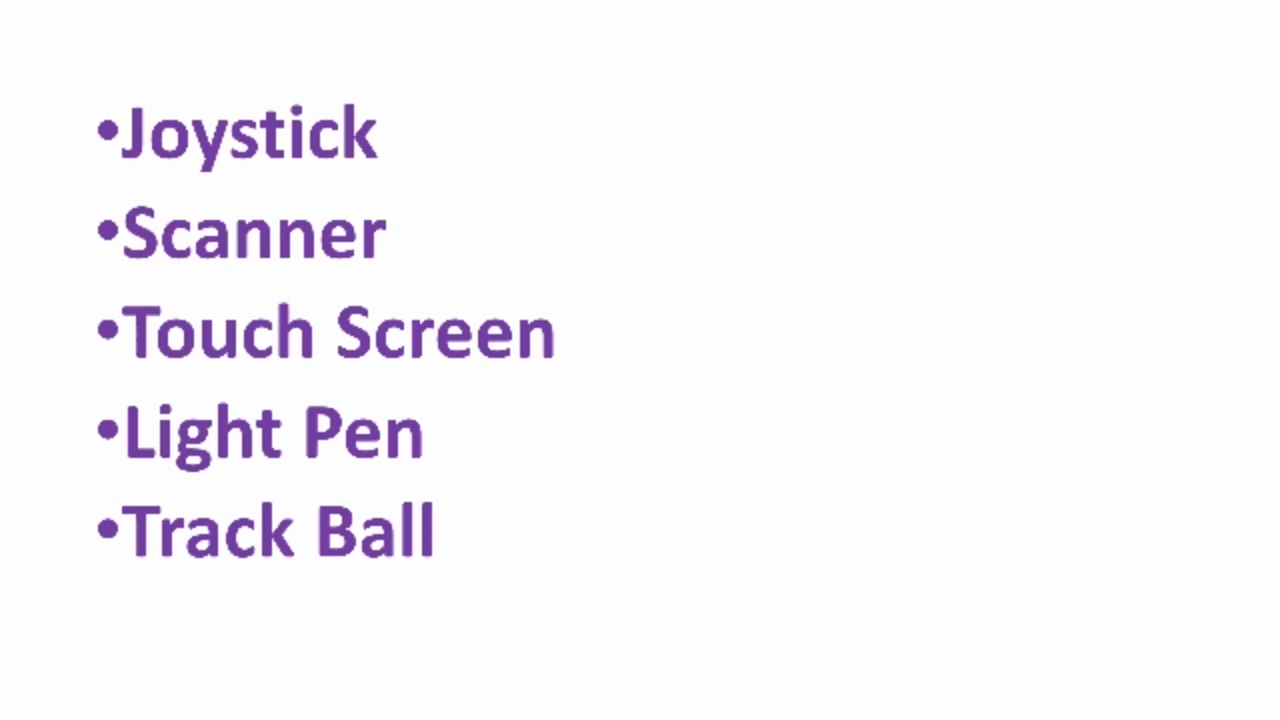 •Joystick
•Scanner
•Touch Screen
•Light Pen
•Track Ball